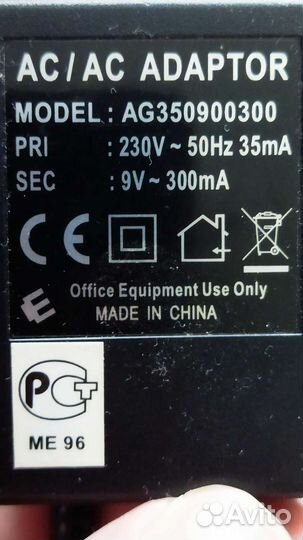 AC/AC ADAPTOR
MODEL : AG350900300
PRI : 230V ~ 50Hz 35mA
SEC : 9V ~ 300mA
CE
E Office Equipment Use Only
MADE IN CHINA
РСТ
ME 96
Avito